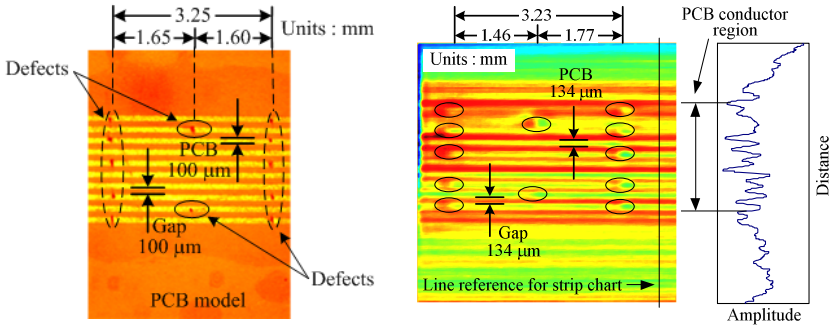 3.25
1.65
1.60
Units : mm
Defects
PCB
100 μm
Gap
100 μm
Defects
PCB model
3.23
1.46
1.77
Units : mm
PCB
134 μm
Gap
134 μm
Line reference for strip chart
PCB conductor
region
Distance
Amplitude